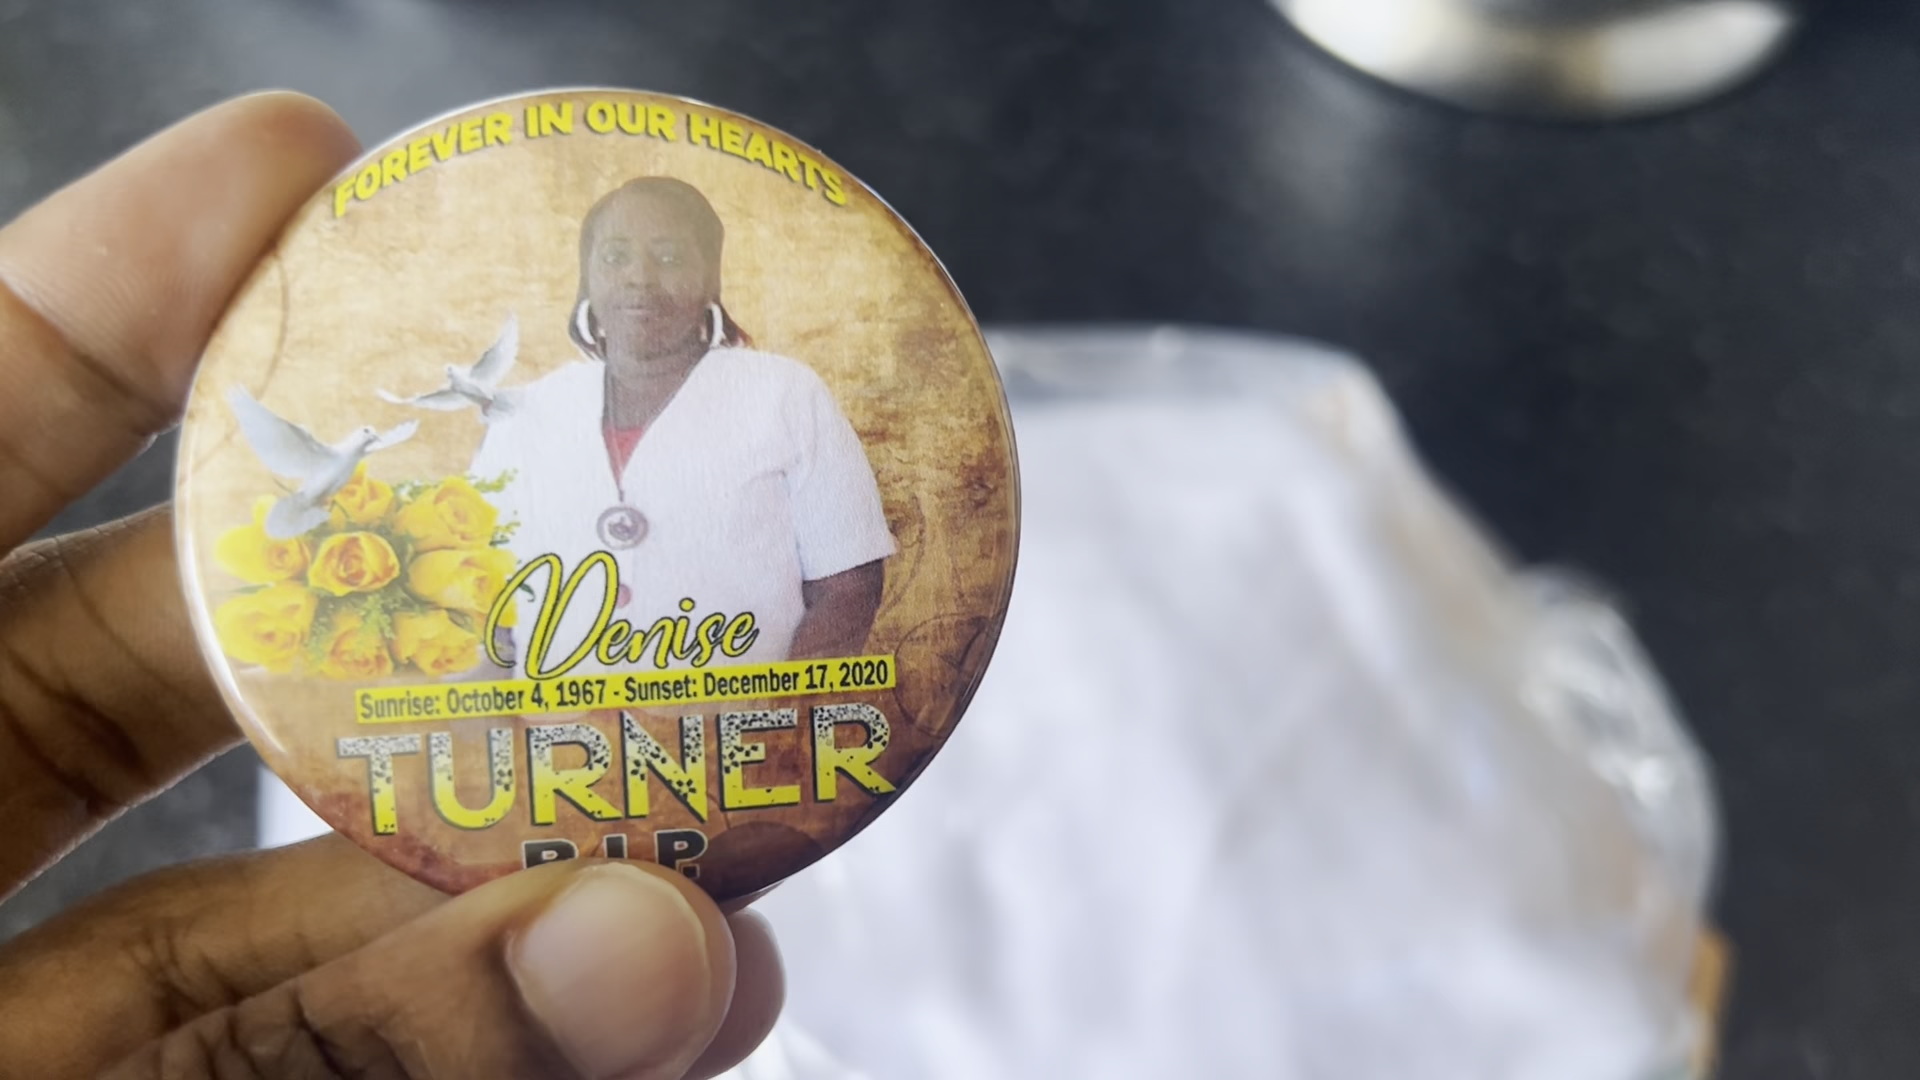 FOREVER IN OUR HEARTS
Denise
Sunrise: October 4, 1967 - Sunset: December 17, 2020
TURNER
R.I.P.